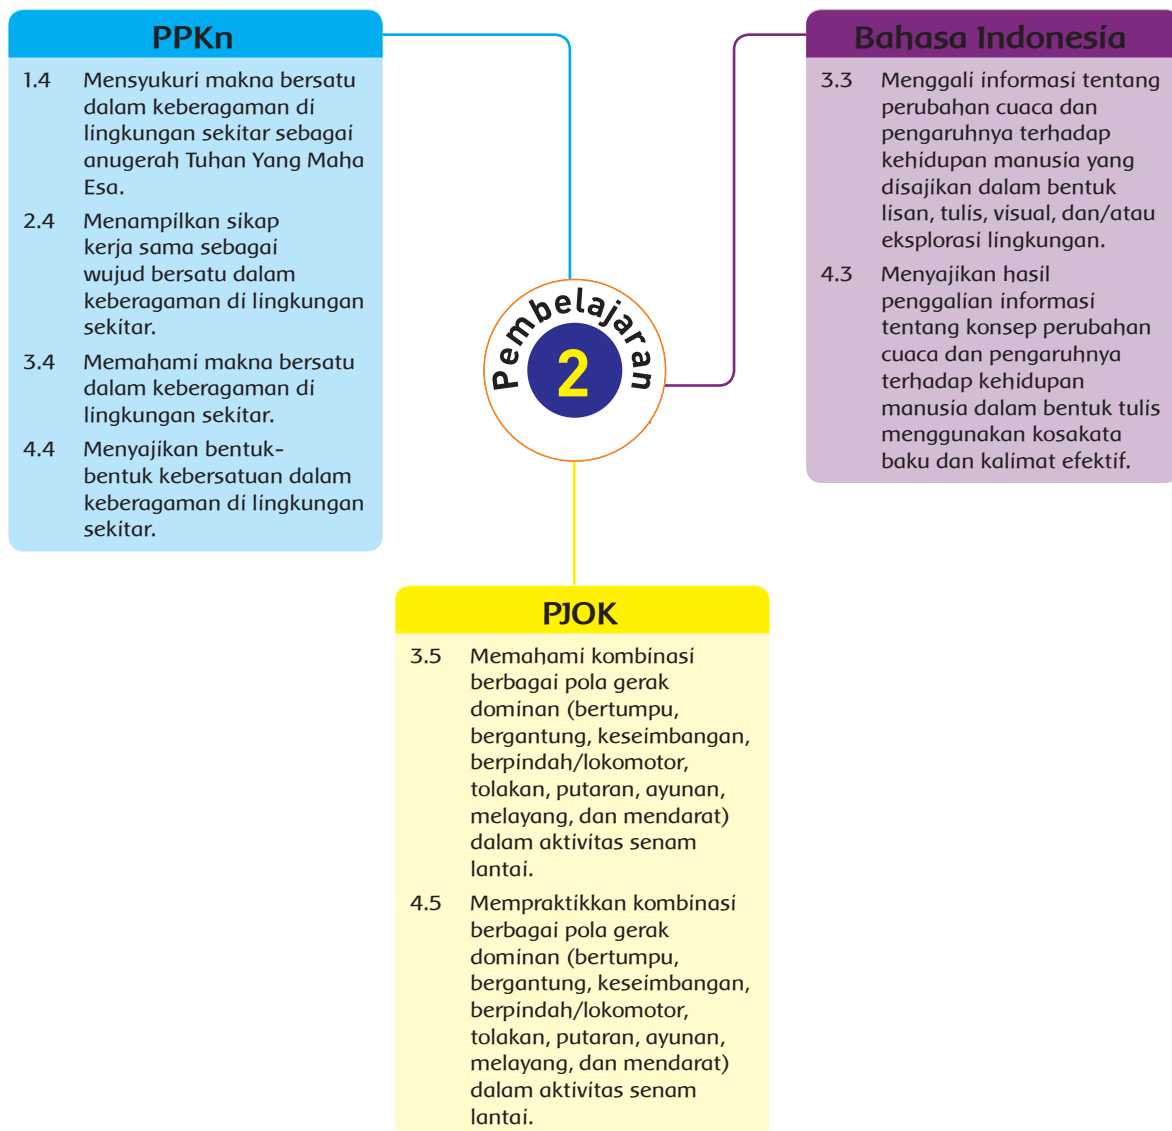 PPKn
1.4 Mensyukuri makna bersatu
dalam keberagaman di
lingkungan sekitar sebagai
anugerah Tuhan Yang Maha
Esa.
2.4 Menampilkan sikap
kerja sama sebagai
wujud bersatu dalam
keberagaman di lingkungan
sekitar.
3.4 Memahami makna bersatu
dalam keberagaman di
lingkungan sekitar.
4.4 Menyajikan bentuk-
bentuk kebersatuan dalam
keberagaman di lingkungan
sekitar.
Bahasa Indonesia
3.3 Menggali informasi tentang
perubahan cuaca dan
pengaruhnya terhadap
kehidupan manusia yang
disajikan dalam bentuk
lisan, tulis, visual, dan/atau
eksplorasi lingkungan.
4.3 Menyajikan hasil
penggalian informasi
tentang konsep perubahan
cuaca dan pengaruhnya
terhadap kehidupan
manusia dalam bentuk tulis
menggunakan kosakata
baku dan kalimat efektif.
Pembelajaran
2
PJOK
3.5 Memahami kombinasi
berbagai pola gerak
dominan (bertumpu,
bergantung, keseimbangan,
berpindah/lokomotor,
tolakan, putaran, ayunan,
melayang, dan mendarat)
dalam aktivitas senam
lantai.
4.5 Mempraktikkan kombinasi
berbagai pola gerak
dominan (bertumpu,
bergantung, keseimbangan,
berpindah/lokomotor,
tolakan, putaran, ayunan,
melayang, dan mendarat)
dalam aktivitas senam
lantai.